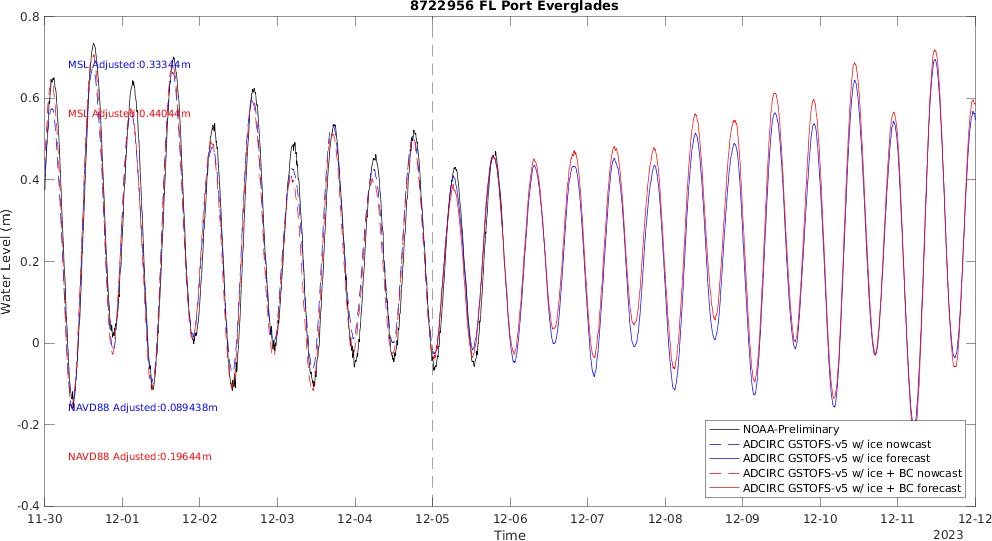 8722956 FL Port Everglades
0.8
0.6
0.4
0.2
0
-0.2
-0.4
Water Level (m)
MSL Adjusted:0.33344m
MSL Adjusted:0.44044m
NAVD88 Adjusted:0.089438m
NAVD88 Adjusted:0.19644m
NOAA-Preliminary
ADCIRC GSTOFS-v5 w/ ice nowcast
ADCIRC GSTOFS-v5 w/ ice forecast
ADCIRC GSTOFS-v5 w/ ice + BC nowcast
ADCIRC GSTOFS-v5 w/ ice + BC forecast
11-30 12-01 12-02 12-03 12-04 12-05 12-06 12-07 12-08 12-09 12-10 12-11 12-12
Time
2023